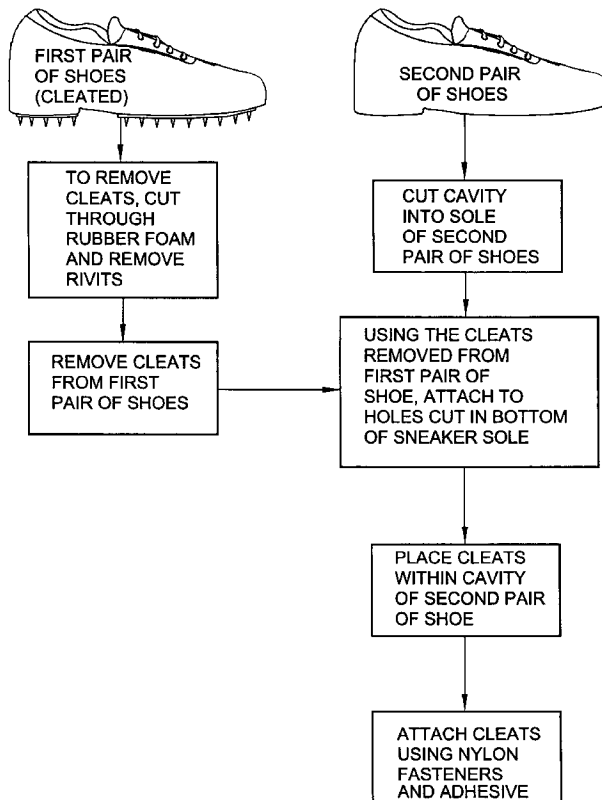 FIRST PAIR
OF SHOES
(CLEATED)
SECOND PAIR
OF SHOES
TO REMOVE
CLEATS, CUT
THROUGH
RUBBER FOAM
AND REMOVE
RIVITS
CUT CAVITY
INTO SOLE
OF SECOND
PAIR OF SHOES
REMOVE CLEATS
FROM FIRST
PAIR OF SHOES
USING THE CLEATS
REMOVED FROM
FIRST PAIR OF
SHOE, ATTACH TO
HOLES CUT IN BOTTOM
OF SNEAKER SOLE
PLACE CLEATS
WITHIN CAVITY
OF SECOND PAIR
OF SHOE
ATTACH CLEATS
USING NYLON
FASTENERS
AND ADHESIVE